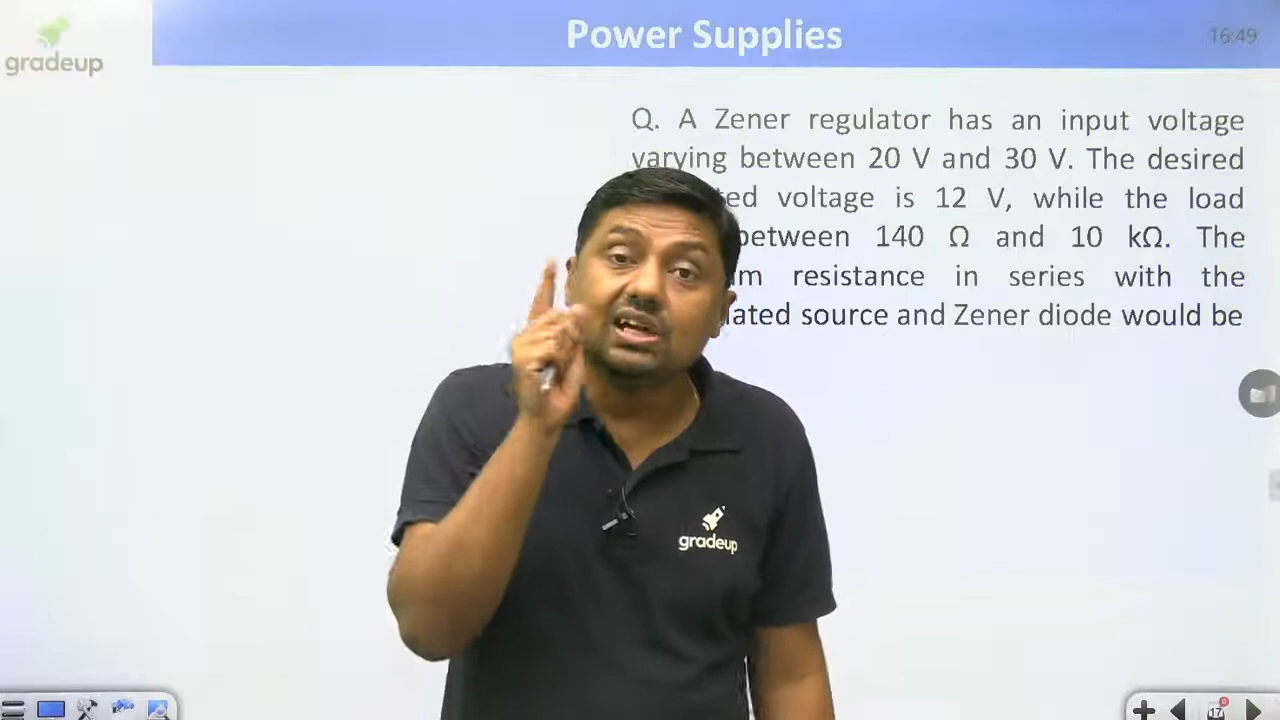 gradeup
Power Supplies
16:49
Q. A Zener regulator has an input voltage
varying between 20 V and 30 V. The desired
voltage is 12 V, while the load
between 140 Ω and 10 kΩ. The
resistance in series with the
source and Zener diode would be
gradeup